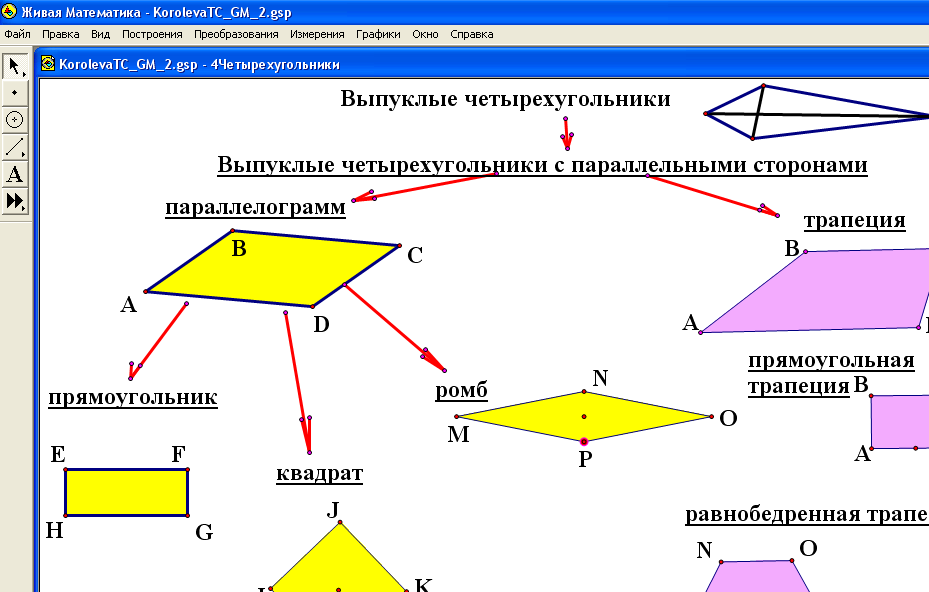 Живая Математика - KorolevaTC_GM_2.gsp
Файл Правка Вид Построения Преобразования Измерения Графики Окно Справка
KorolevaTC_GM_2.gsp - 4Четырехугольники
A
Выпуклые четырехугольники
Выпуклые четырехугольники с параллельными сторонами
параллелограмм
трапеция
B
C
A
D
B
A
прямоугольник
ромб
N
M
O
P
прямоугольная
трапеция
B
A
E
F
H
G
квадрат
J
K
равнобедренная
N
O